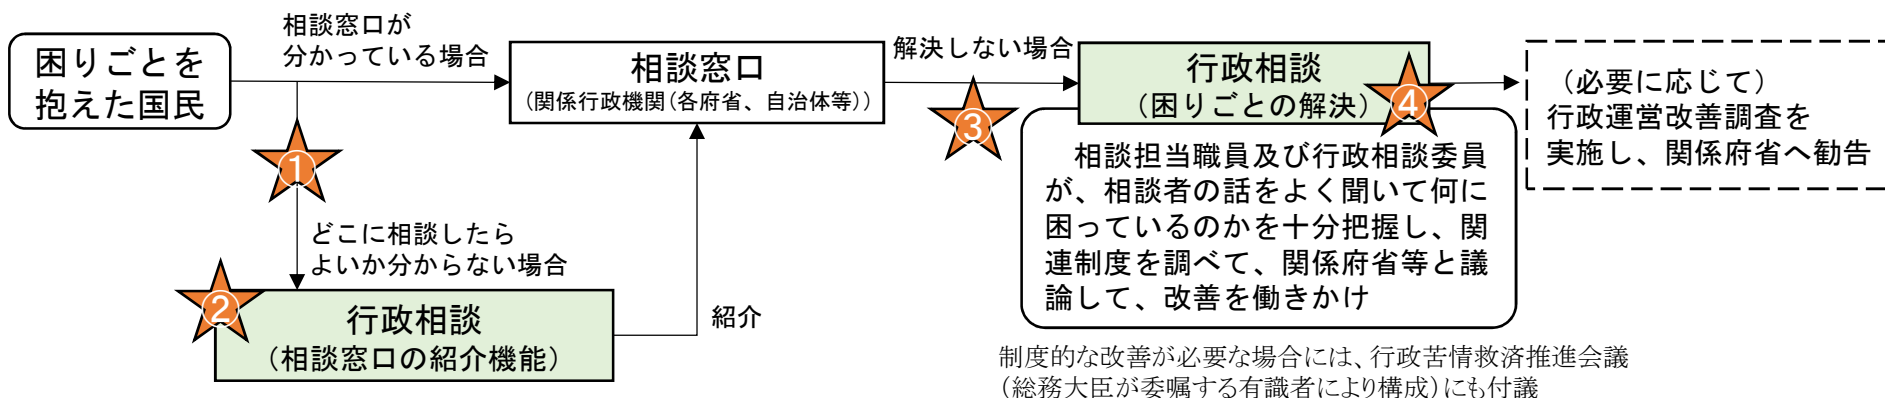 困りごとを
抱えた国民
相談窓口が
分かっている場合
①
どこに相談したら
よいか分からない場合
②
行政相談
（相談窓口の紹介機能）
紹介
相談窓口
（関係行政機関（各府省、自治体等））
解決しない場合
③
行政相談
（困りごとの解決）
④
相談担当職員及び行政相談委員
が、相談者の話をよく聞いて何に
困っているのかを十分把握し、関
連制度を調べて、関係府省等と議
論して、改善を働きかけ
制度的な改善が必要な場合には、行政苦情救済推進会議
（総務大臣が委嘱する有識者により構成）にも付議
（必要に応じて）
行政運営改善調査を
実施し、関係府省へ勧告